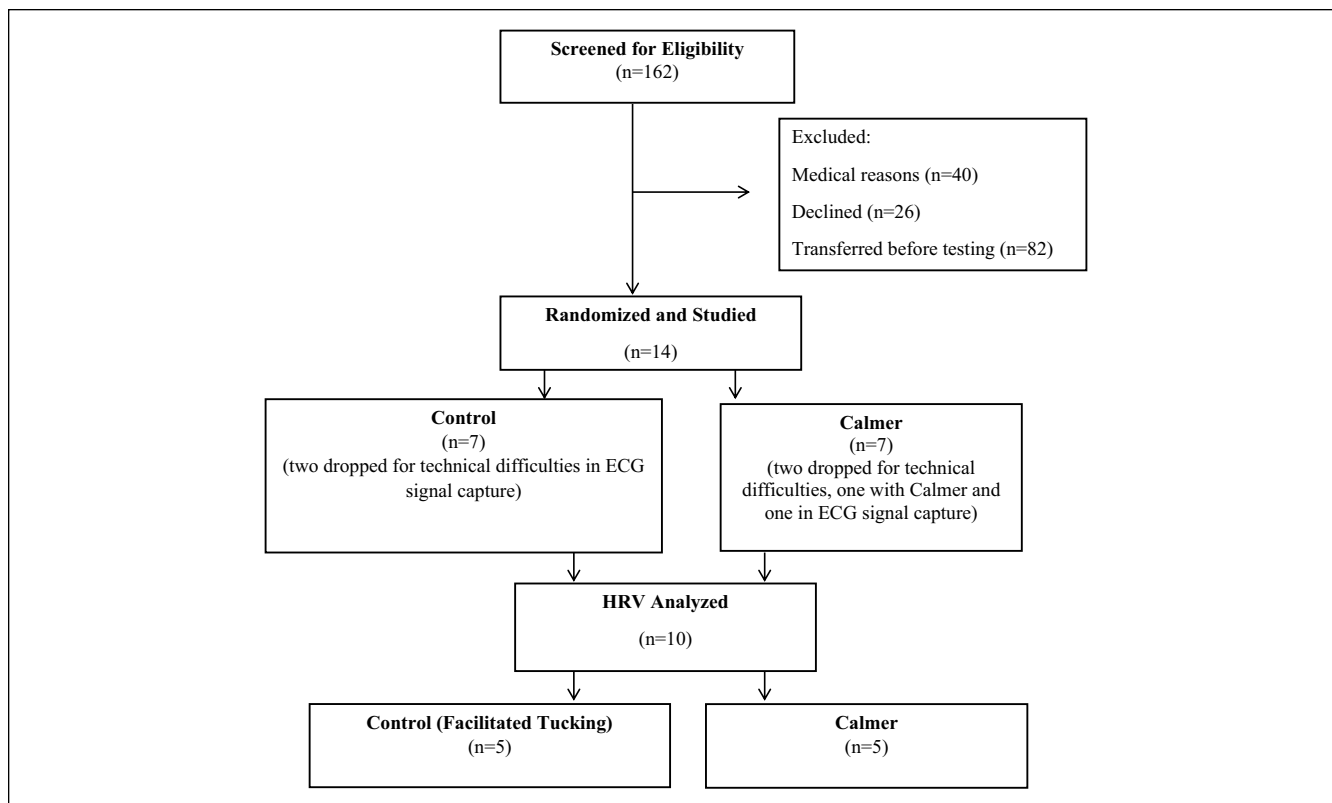 Screened for Eligibility
(n=162)
Excluded:
Medical reasons (n=40)
Declined (n=26)
Transferred before testing (n=82)
Randomized and Studied
(n=14)
Control
(n=7)
(two dropped for technical difficulties in ECG
signal capture)
Calmer
(n=7)
(two dropped for technical
difficulties, one with Calmer and
one in ECG signal capture)
HRV Analyzed
(n=10)
Control (Facilitated Tucking)
(n=5)
Calmer
(n=5)